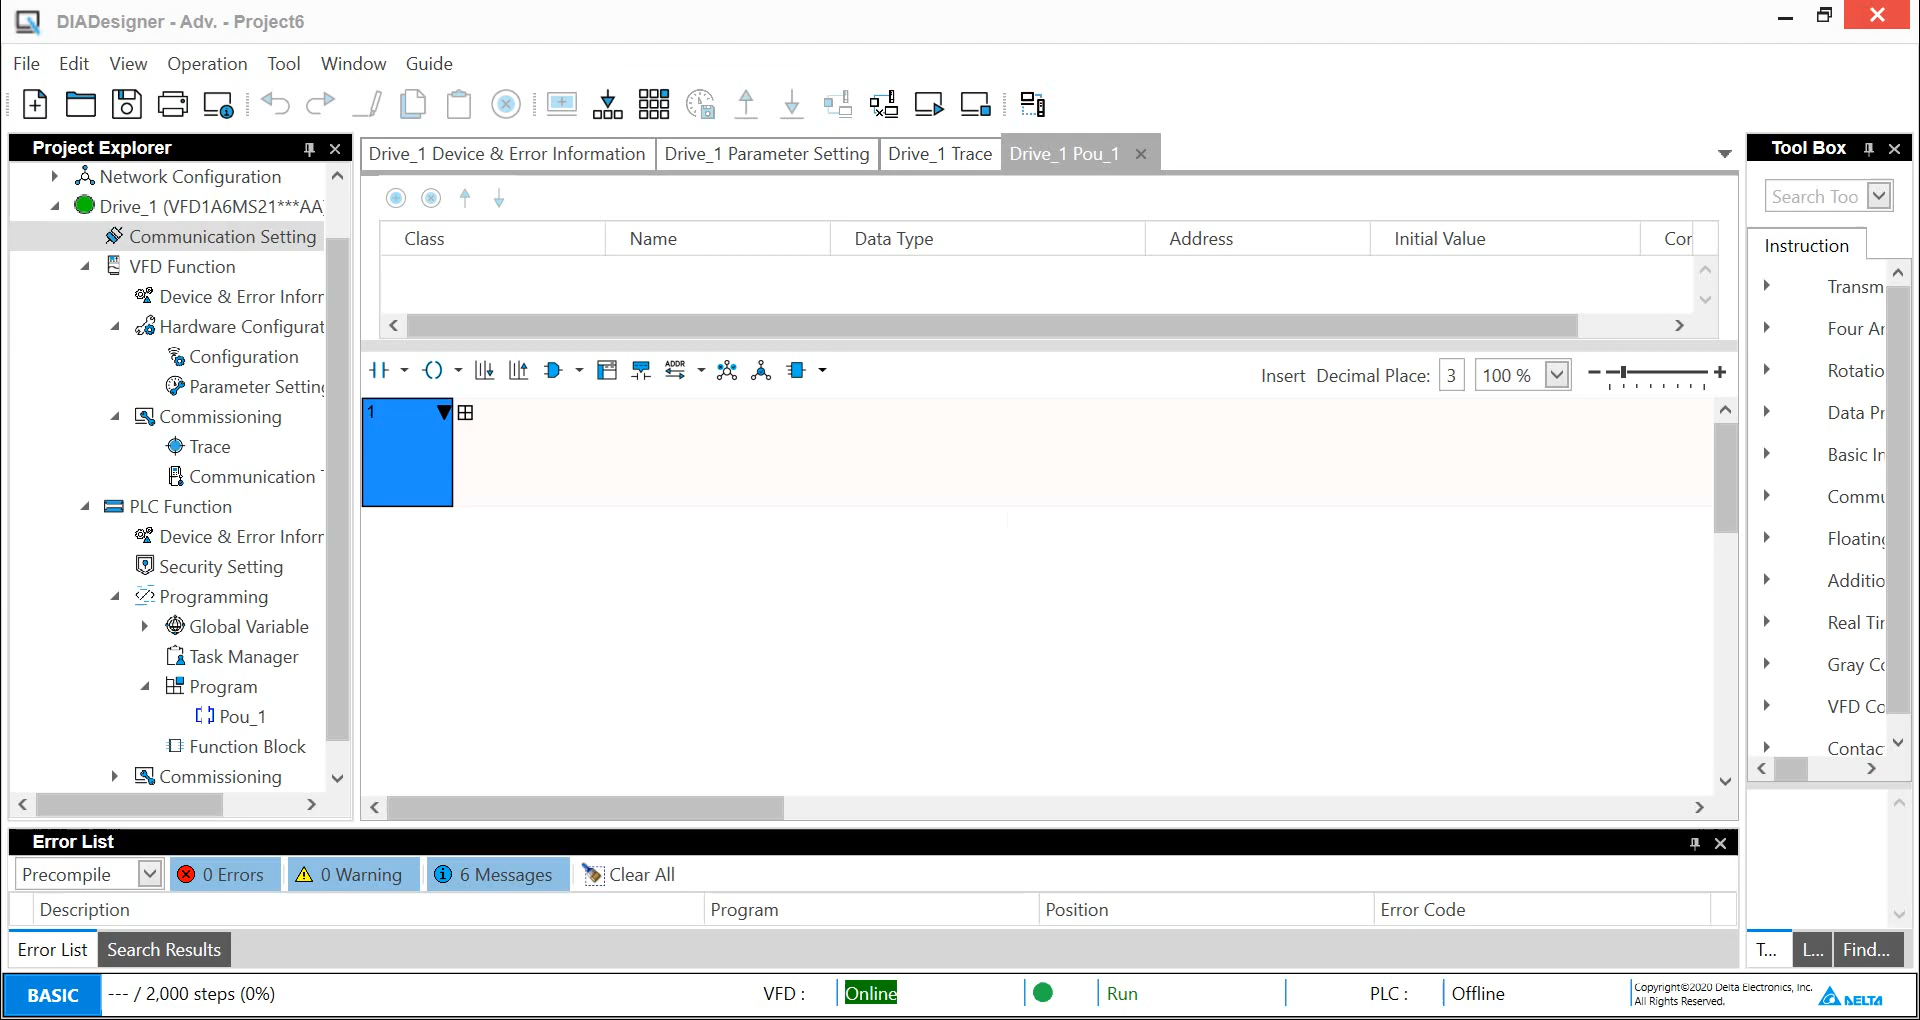 DIADesigner - Adv. - Project6
File Edit View Operation Tool Window Guide
Project Explorer
Network Configuration
Drive_1 (VFD1A6MS21***AA
Communication Setting
VFD Function
Device & Error Inforr
Hardware Configurat
Configuration
Parameter Setting
Commissioning
Trace
Communication
PLC Function
Device & Error Inforr
Security Setting
Programming
Global Variable
Task Manager
Program
Pou_1
Function Block
Commissioning
Drive_1 Device & Error Information
Drive_1 Parameter Setting
Drive_1 Trace
Drive_1 Pou_1
Class Name Data Type Address Initial Value Cor
ADDR
Insert Decimal Place: 3 100 %
1
Tool Box
Search Too
Instruction
Transm
Four Ar
Rotatio
Data Pr
Basic In
Commu
Floating
Additio
Real Tir
Gray Co
VFD Co
Contac
Error List
Precompile 0 Errors 0 Warning 6 Messages Clear All
Description Program Position Error Code
Error List Search Results
T... L... Find...
BASIC --- / 2,000 steps (0%) VFD : Online Run PLC : Offline
Copyright©2020 Delta Electronics, Inc.
All Rights Reserved.
DELTA